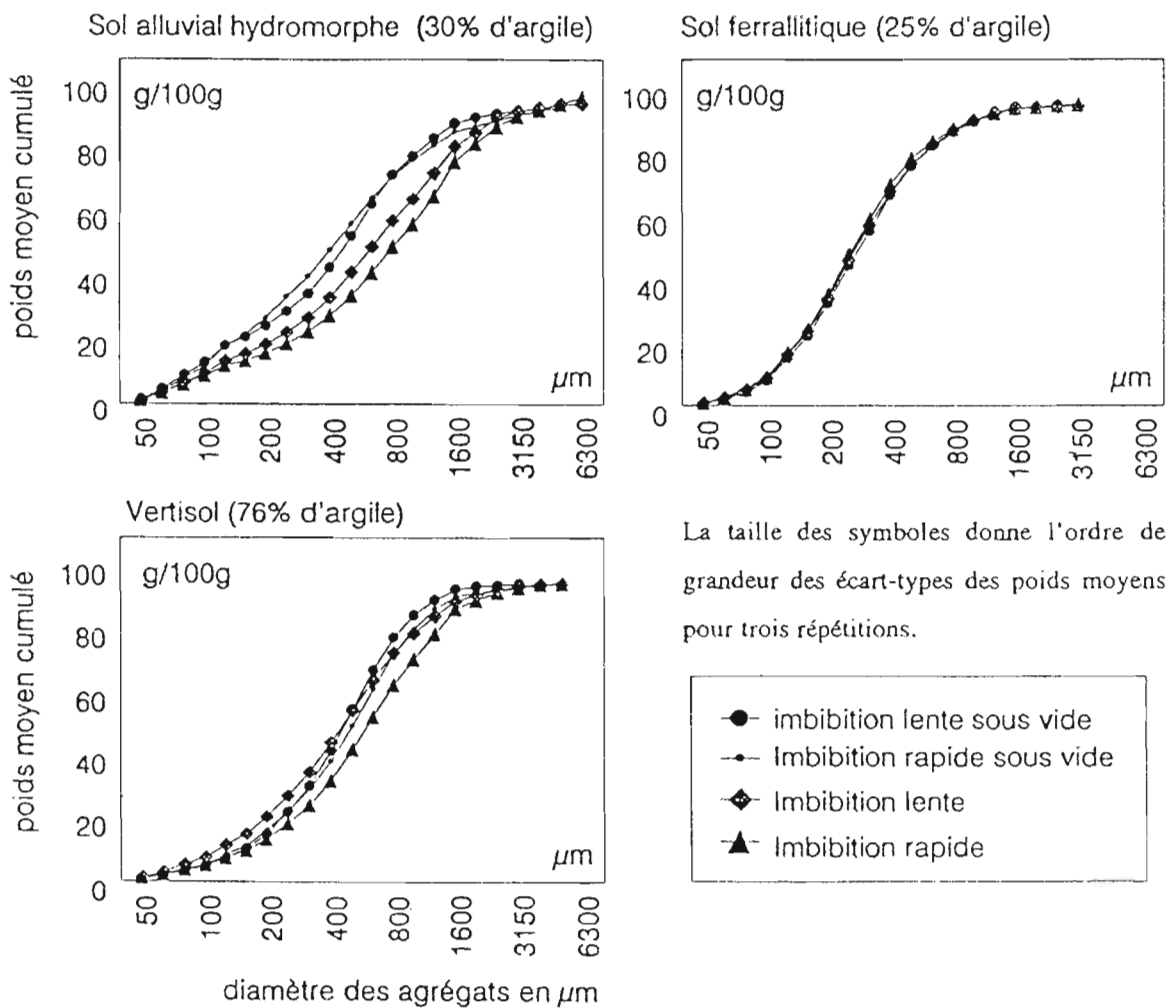 Sol alluvial hydromorphe (30% d'argile)
poids moyen cumulé
g/100g
100
80
60
40
20
0
µm
50
100
200
400
800
1600
3150
6300
Sol ferrallitique (25% d'argile)
g/100g
100
80
60
40
20
0
µm
50
100
200
400
800
1600
3150
6300
Vertisol (76% d'argile)
poids moyen cumulé
g/100g
100
80
60
40
20
0
µm
50
100
200
400
800
1600
3150
6300
diamètre des agrégats en µm
La taille des symboles donne l'ordre de
grandeur des écart-types des poids moyens
pour trois répétitions.
imbibition lente sous vide
Imbibition rapide sous vide
Imbibition lente
Imbibition rapide